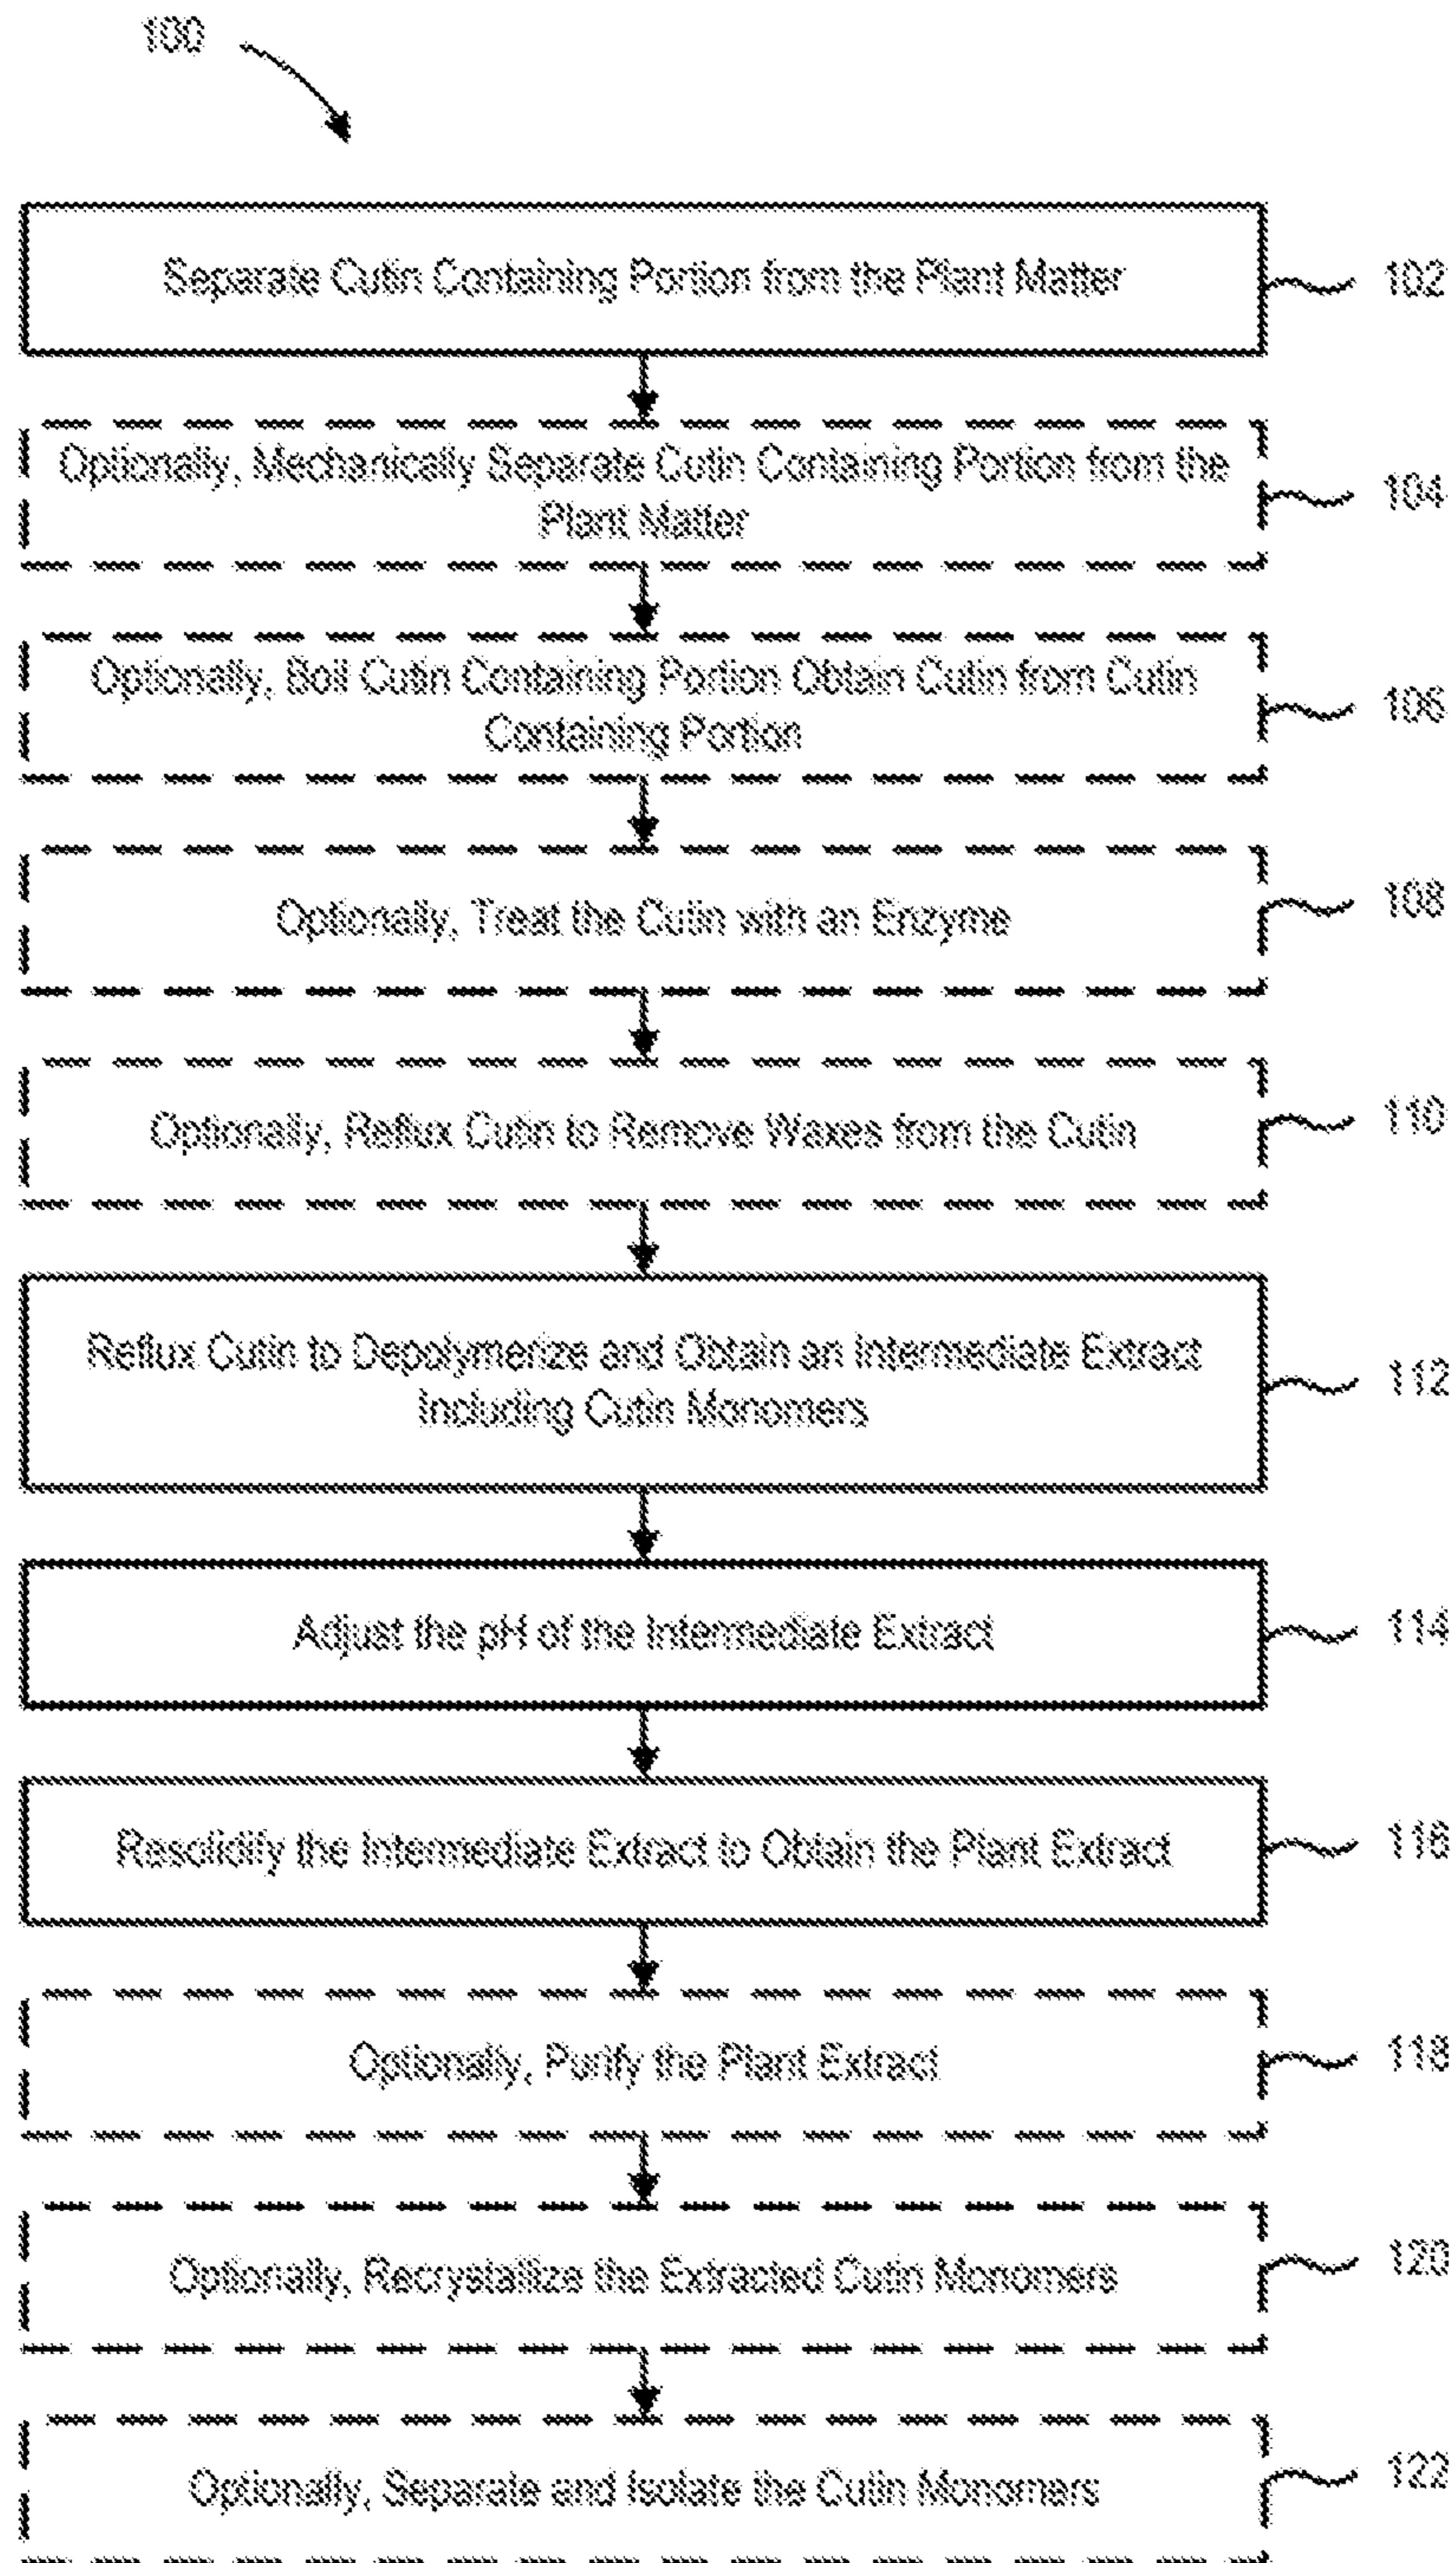 100
Separate Cutin Containing Portion from the Plant Matter
102
Optionally, Mechanically Separate Cutin Containing Portion from the
Plant Matter
104
Optionally, Boil Cutin Containing Portion Obtain Cutin from Cutin
Containing Portion
106
Optionally, Treat the Cutin with an Enzyme
108
Optionally, Reflux Cutin to Remove Waxes from the Cutin
110
Reflux Cutin to Depolymerize and Obtain an Intermediate Extract
Including Cutin Monomers
112
Adjust the pH of the Intermediate Extract
114
Resolidify the Intermediate Extract to Obtain the Plant Extract
116
Optionally, Purify the Plant Extract
118
Optionally, Recrystallize the Extracted Cutin Monomers
120
Optionally, Separate and Isolate the Cutin Monomers
122